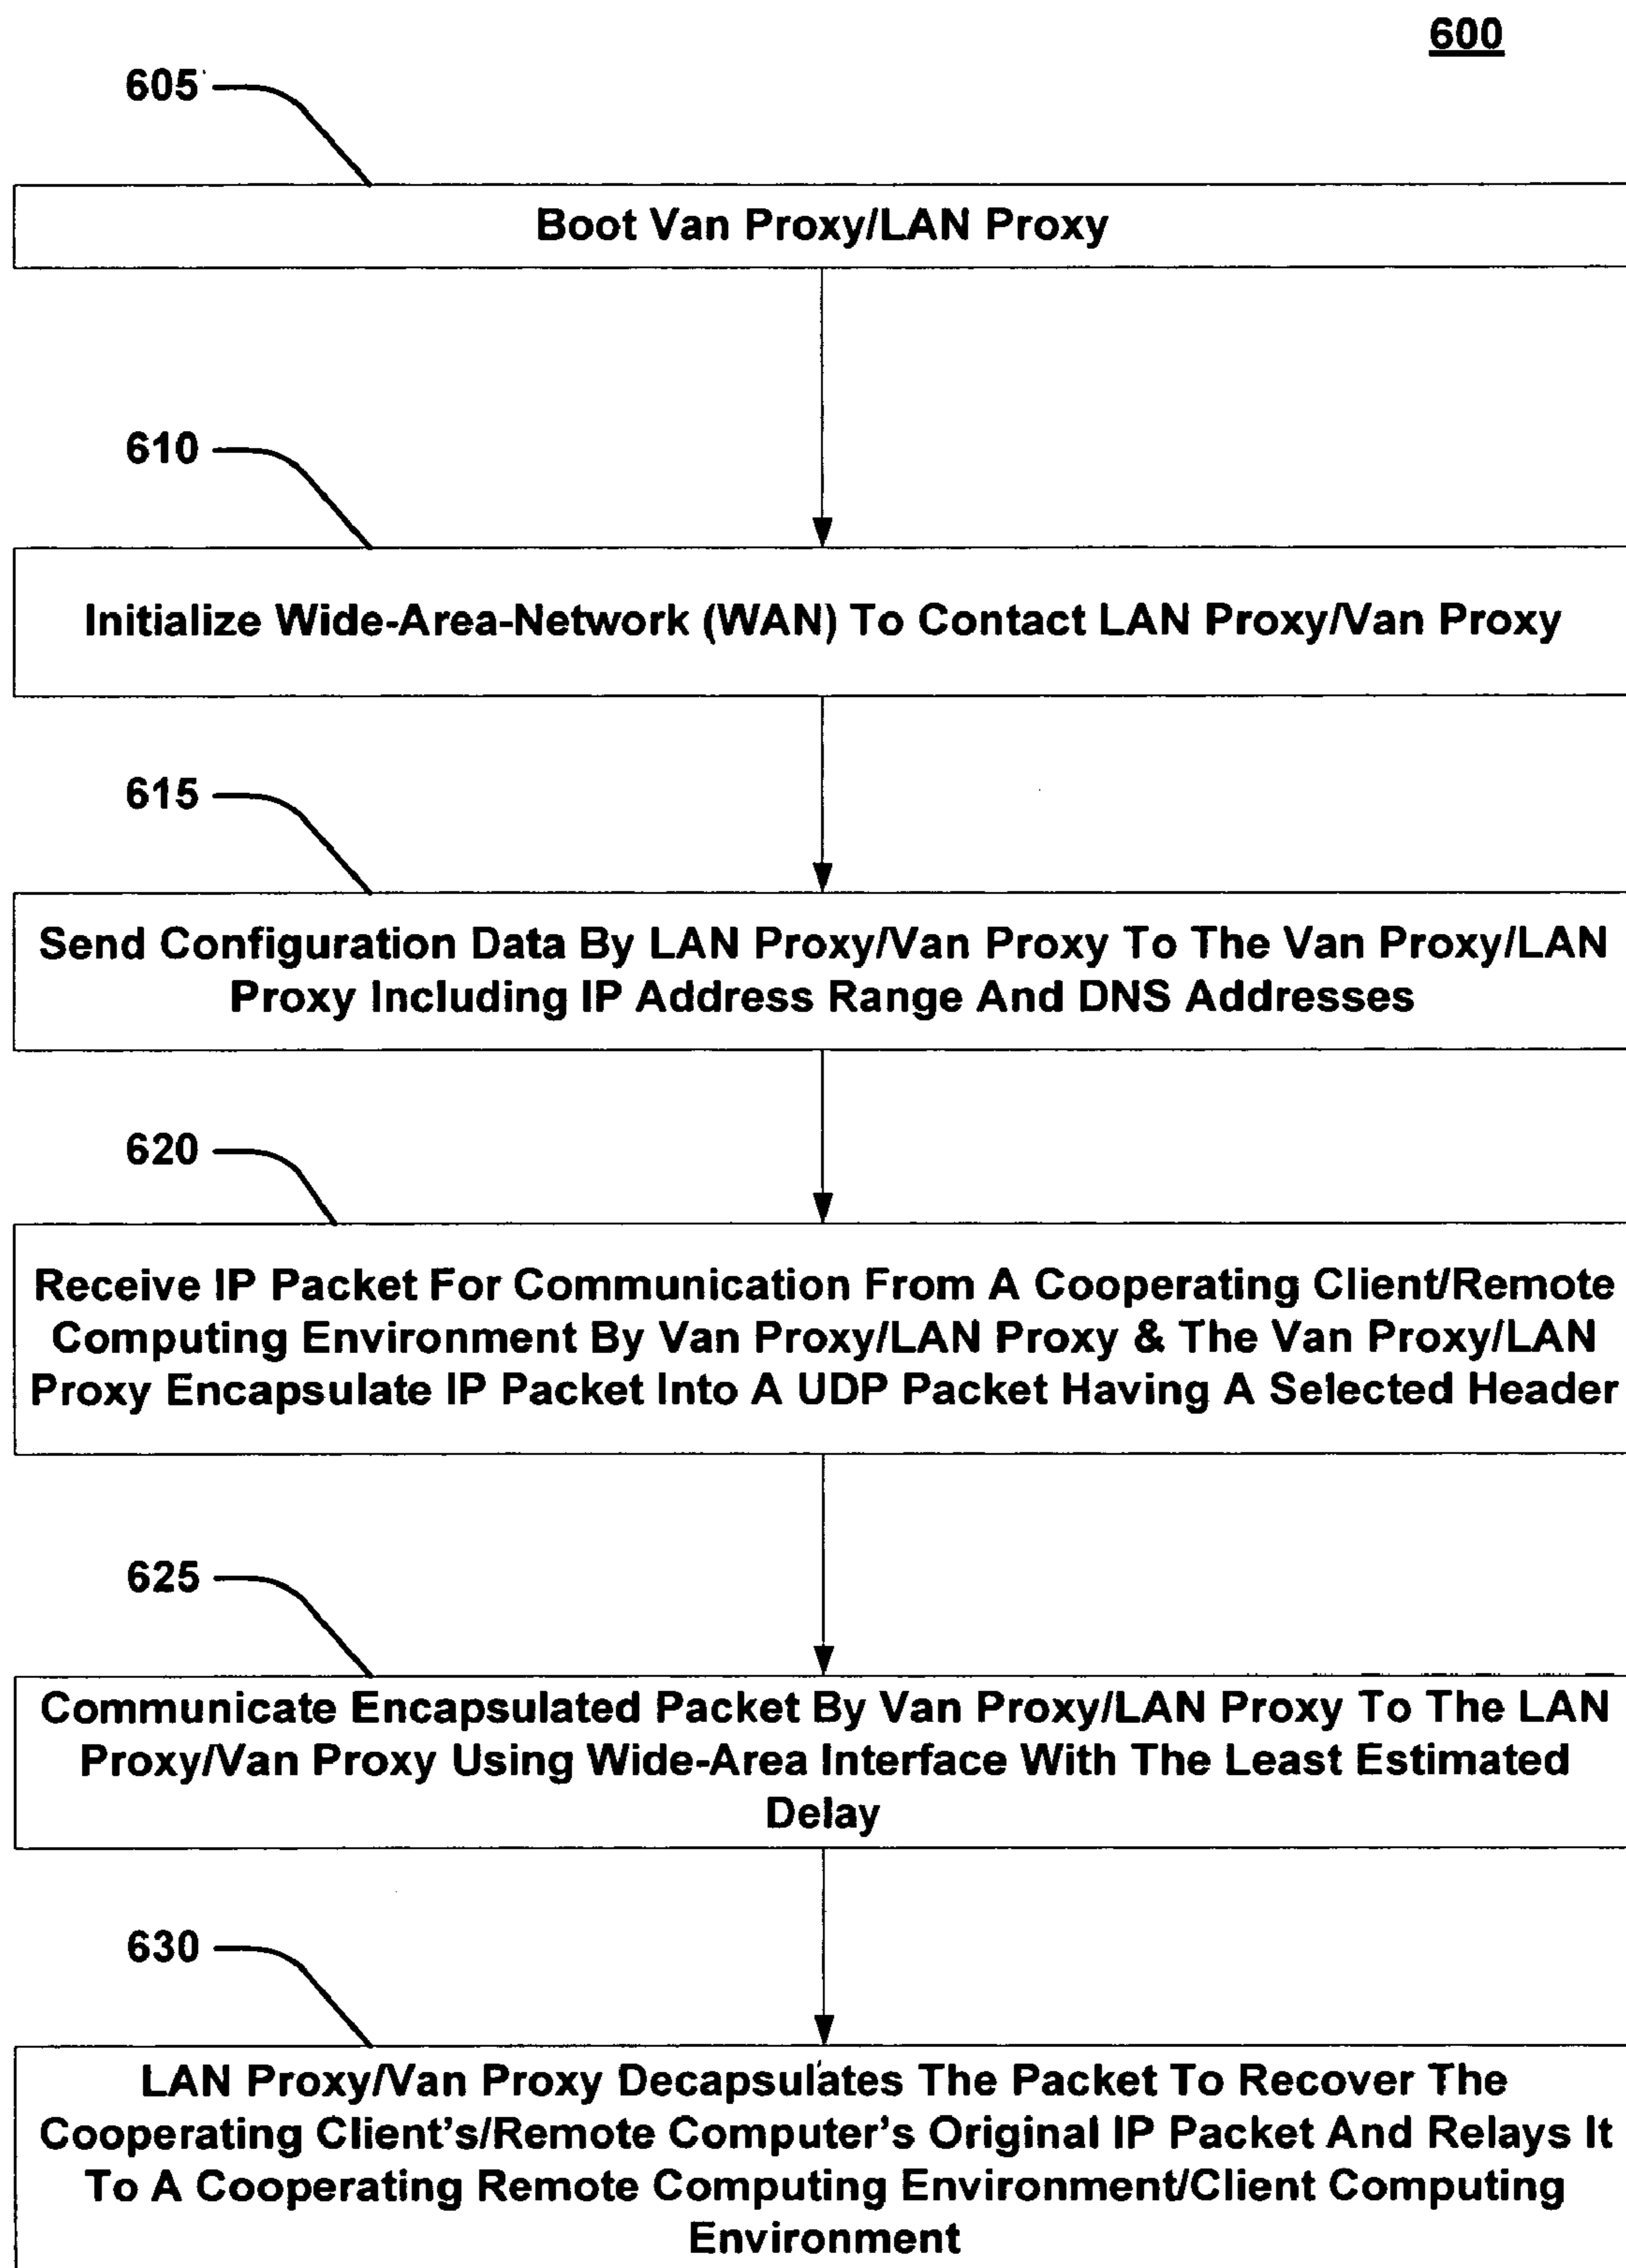 600
605
Boot Van Proxy/LAN Proxy
610
Initialize Wide-Area-Network (WAN) To Contact LAN Proxy/Van Proxy
615
Send Configuration Data By LAN Proxy/Van Proxy To The Van Proxy/LAN
Proxy Including IP Address Range And DNS Addresses
620
Receive IP Packet For Communication From A Cooperating Client/Remote
Computing Environment By Van Proxy/LAN Proxy & The Van Proxy/LAN
Proxy Encapsulate IP Packet Into A UDP Packet Having A Selected Header
625
Communicate Encapsulated Packet By Van Proxy/LAN Proxy To The LAN
Proxy/Van Proxy Using Wide-Area Interface With The Least Estimated
Delay
630
LAN Proxy/Van Proxy Decapsulates The Packet To Recover The
Cooperating Client's/Remote Computer's Original IP Packet And Relays It
To A Cooperating Remote Computing Environment/Client Computing
Environment